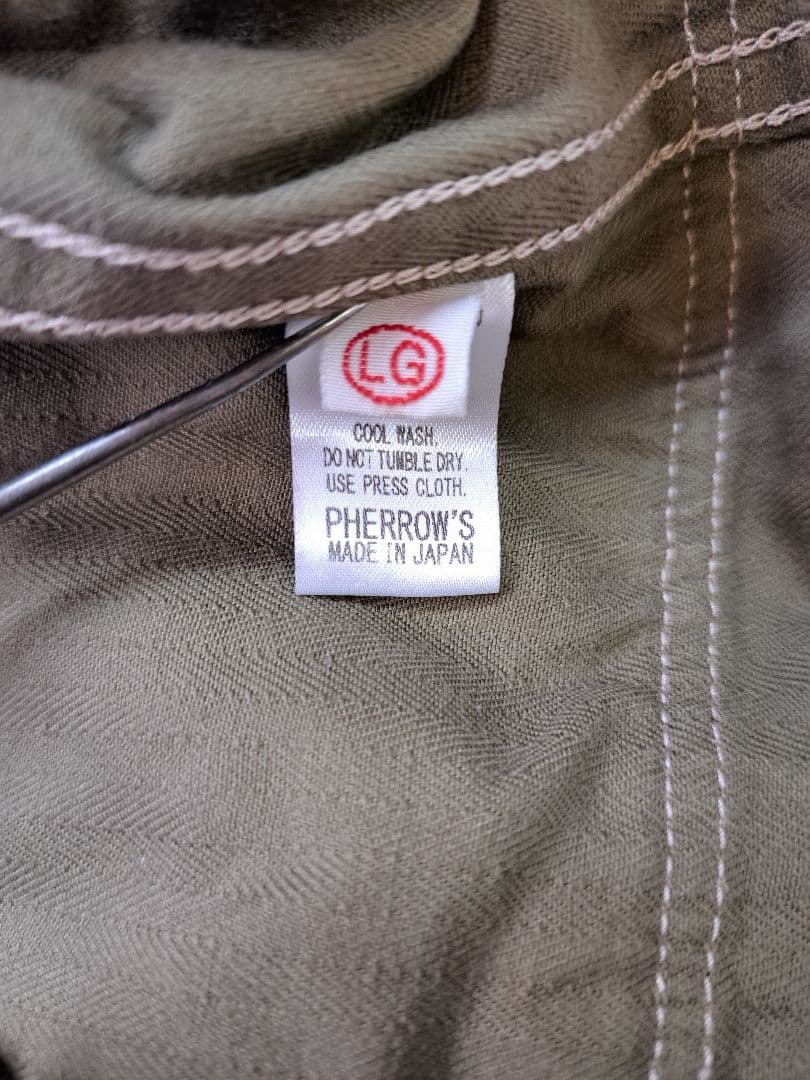 LG
COOL WASH.
DO NOT TUMBLE DRY.
USE PRESS CLOTH.
PHERROW'S
MADE IN JAPAN